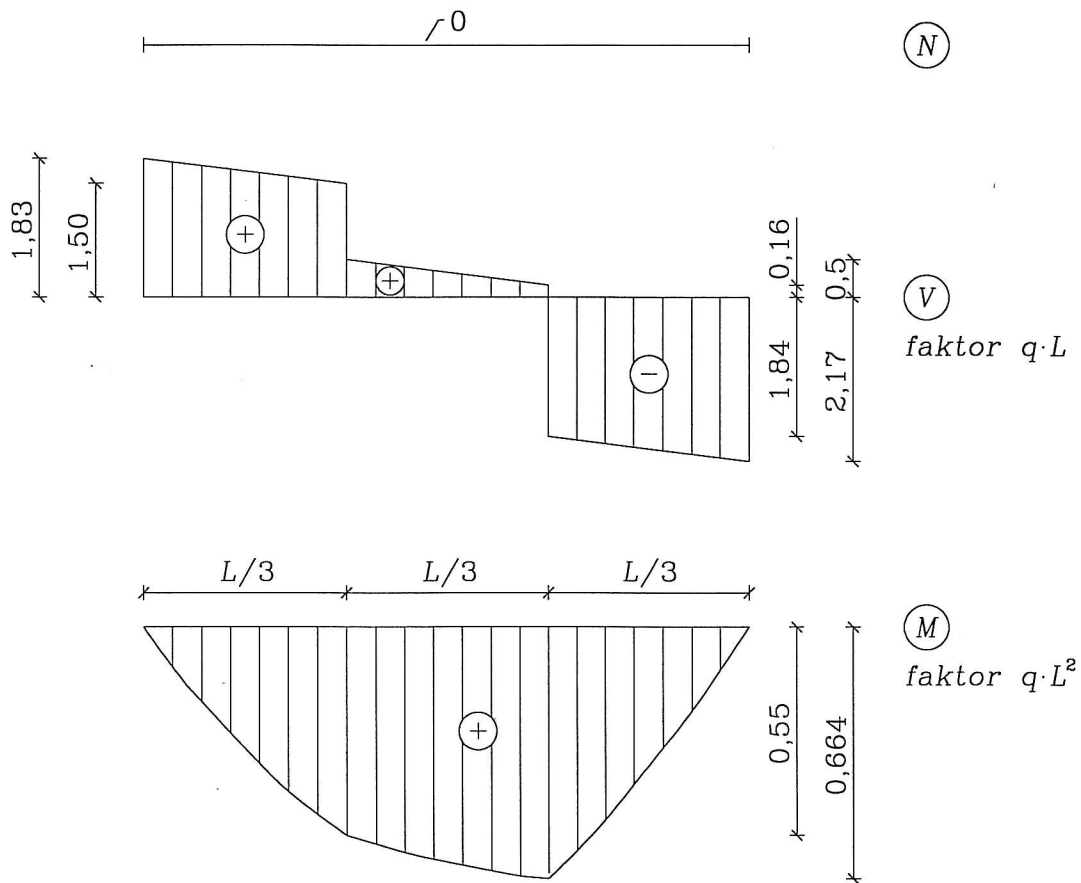 0
N
1,83
1,50
+
+
0,16
0,5
V
faktor q·L
−
1,84
2,17
L/3 L/3 L/3
M
faktor q·L²
+
0,55
0,664